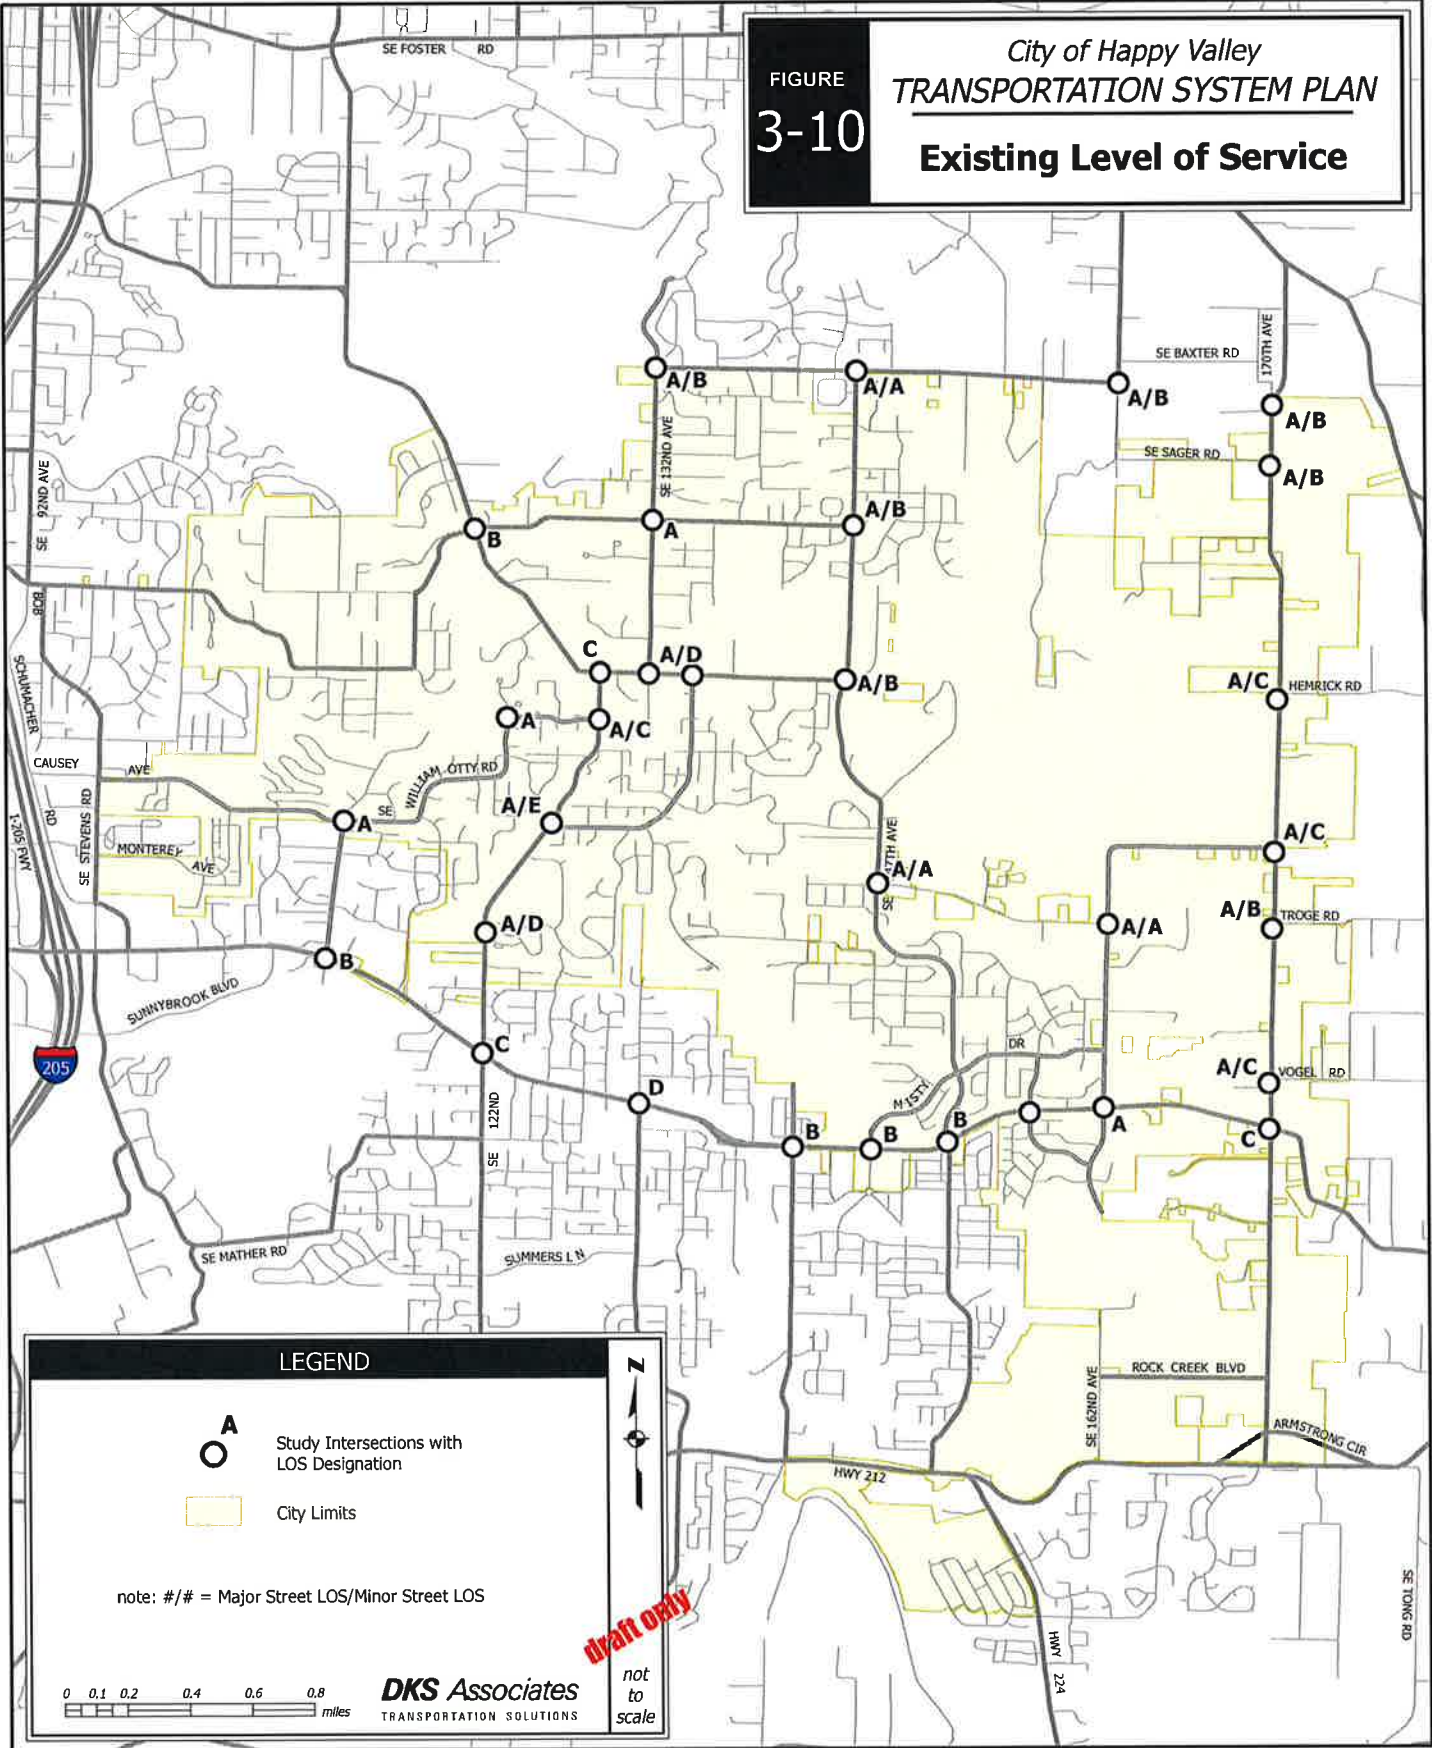 SE FOSTER RD
FIGURE
3-10
City of Happy Valley
TRANSPORTATION SYSTEM PLAN
Existing Level of Service
170TH AVE
SE BAXTER RD
A/B
A/A
A/B
A/B
SE 132ND AVE
SE SAGER RD
A/B
SE 92ND AVE
A/B
A
B
BOB
SCHUMACHER
RD
C
A/D
A/B
A/C
HEMRICK RD
A
A/C
CAUSEY
AVE
SE
WILLIAM OTTY RD
A/E
A
I-205 FWY
SE STEVENS RD
MONTEREY
AVE
SE 147TH AVE
A/C
A/A
A/D
A/A
A/B
TROGE RD
B
SUNNYBROOK BLVD
205
C
MISTY
DR
A/C
VOGEL RD
D
SE 122ND
B
B
B
A
C
SE MATHER RD
SUMMERS LN
ROCK CREEK BLVD
SE 162ND AVE
ARMSTRONG CIR
HWY 212
HWY 224
SE TONG RD
LEGEND
A
Study Intersections with
LOS Designation
City Limits
note: #/# = Major Street LOS/Minor Street LOS
0 0.1 0.2 0.4 0.6 0.8
miles
DKS Associates
TRANSPORTATION SOLUTIONS
N
draft only
not
to
scale